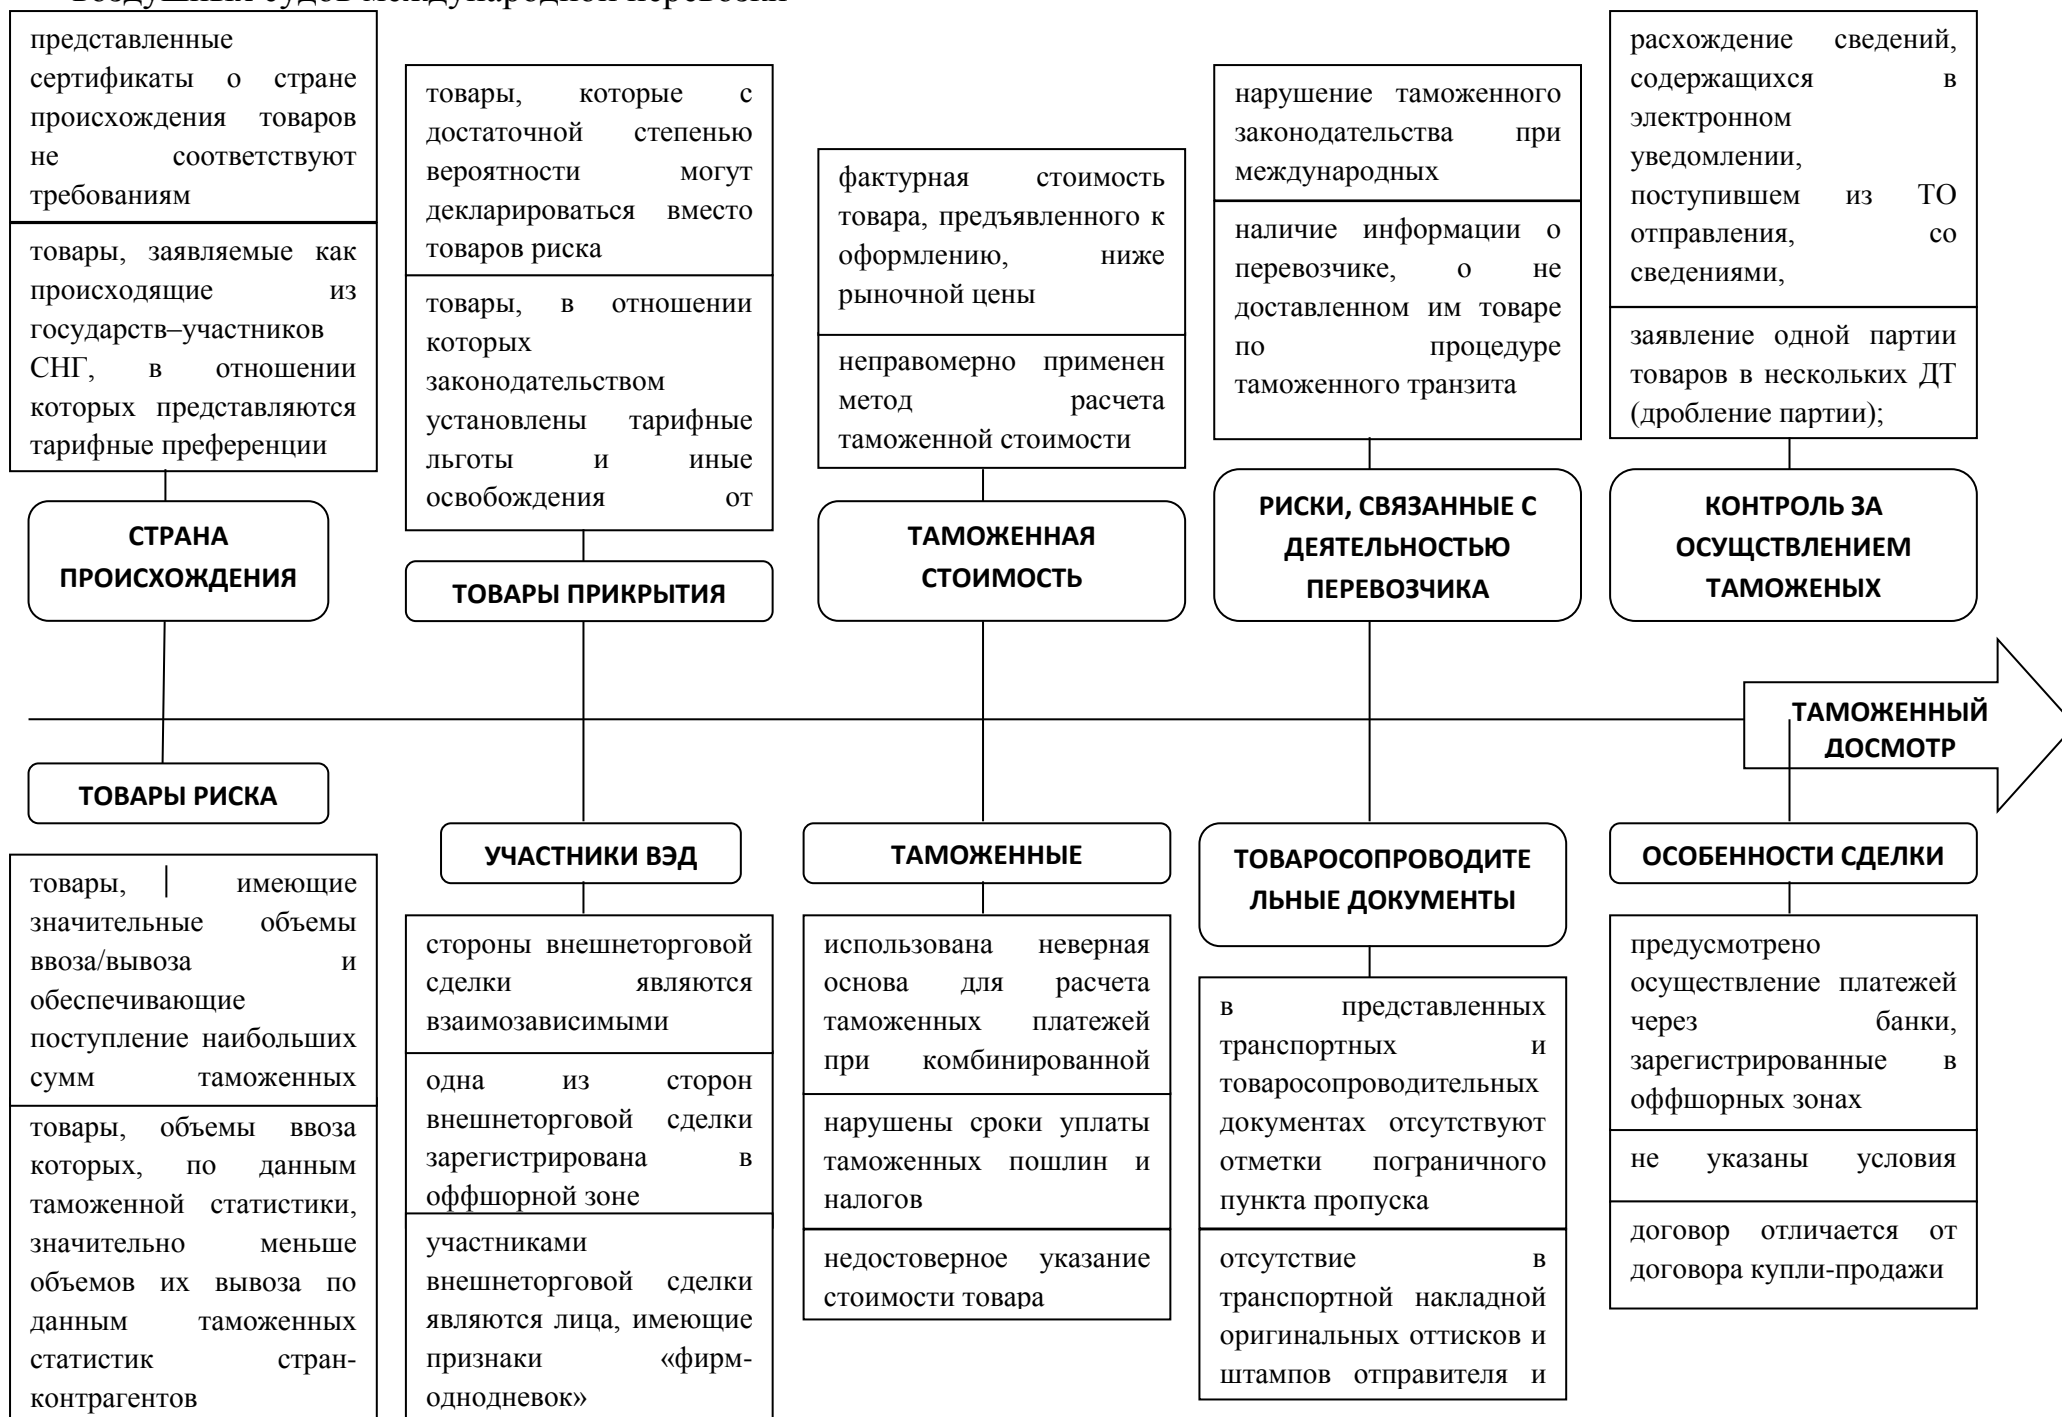 воздушных судов международной перевозки
представленные
сертификаты о стране
происхождения товаров
не соответствуют
требованиям
товары, заявляемые как
происходящие из
государств–участников
СНГ, в отношении
которых представляются
тарифные преференции
СТРАНА
ПРОИСХОЖДЕНИЯ
товары, которые с
достаточной степенью
вероятности могут
декларироваться вместо
товаров риска
товары, в отношении
которых
законодательством
установлены тарифные
льготы и иные
освобождения от
ТОВАРЫ ПРИКРЫТИЯ
фактурная стоимость
товара, предъявленного к
оформлению, ниже
рыночной цены
неправомерно применен
метод расчета
таможенной стоимости
ТАМОЖЕННАЯ
СТОИМОСТЬ
нарушение таможенного
законодательства при
международных
наличие информации о
перевозчике, о не
доставленном им товаре
по процедуре
таможенного транзита
РИСКИ, СВЯЗАННЫЕ С
ДЕЯТЕЛЬНОСТЬЮ
ПЕРЕВОЗЧИКА
расхождение сведений,
содержащихся в
электронном
уведомлении,
поступившем из ТО
отправления, со
сведениями,
заявление одной партии
товаров в нескольких ДТ
(дробление партии);
КОНТРОЛЬ ЗА
ОСУЩСТВЛЕНИЕМ
ТАМОЖЕНЫХ
ТАМОЖЕННЫЙ
ДОСМОТР
ТОВАРЫ РИСКА
товары, имеющие
значительные объемы
ввоза/вывоза и
обеспечивающие
поступление наибольших
сумм таможенных
товары, объемы ввоза
которых, по данным
таможенной статистики,
значительно меньше
объемов их вывоза по
данным таможенных
статистик стран-
контрагентов
УЧАСТНИКИ ВЭД
стороны внешнеторговой
сделки являются
взаимозависимыми
одна из сторон
внешнеторговой сделки
зарегистрирована в
оффшорной зоне
участниками
внешнеторговой сделки
являются лица, имеющие
признаки «фирм-
однодневок»
ТАМОЖЕННЫЕ
использована неверная
основа для расчета
таможенных платежей
при комбинированной
нарушены сроки уплаты
таможенных пошлин и
налогов
недостоверное указание
стоимости товара
ТОВАРОСОПРОВОДИТЕ
ЛЬНЫЕ ДОКУМЕНТЫ
в представленных
транспортных и
товаросопроводительных
документах отсутствуют
отметки пограничного
пункта пропуска
отсутствие в
транспортной накладной
оригинальных оттисков и
штампов отправителя и
ОСОБЕННОСТИ СДЕЛКИ
предусмотрено
осуществление платежей
через банки,
зарегистрированные в
оффшорных зонах
не указаны условия
договор отличается от
договора купли-продажи